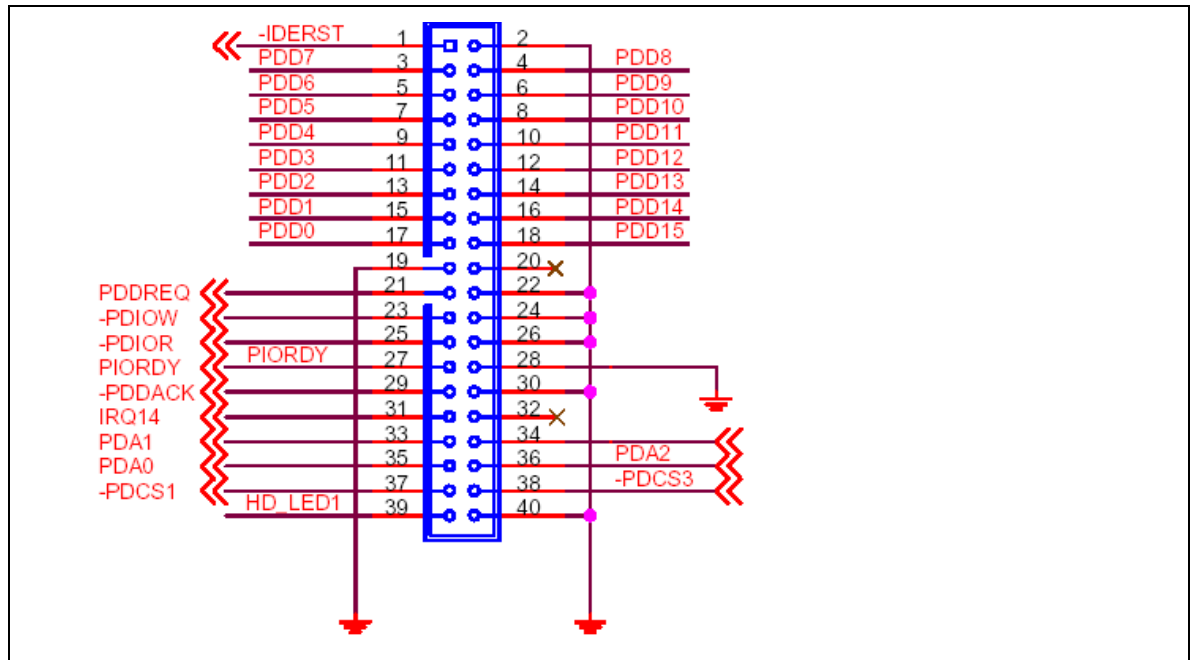 -IDERST 1 2
PDD7 3 4 PDD8
PDD6 5 6 PDD9
PDD5 7 8 PDD10
PDD4 9 10 PDD11
PDD3 11 12 PDD12
PDD2 13 14 PDD13
PDD1 15 16 PDD14
PDD0 17 18 PDD15
19 20
PDDREQ 21 22
-PDIOW 23 24
-PDIOR 25 26
PIORDY PIORDY 27 28
-PDDACK 29 30
IRQ14 31 32
PDA1 33 34
PDA0 35 36 PDA2
-PDCS1 37 38 -PDCS3
HD_LED1 39 40